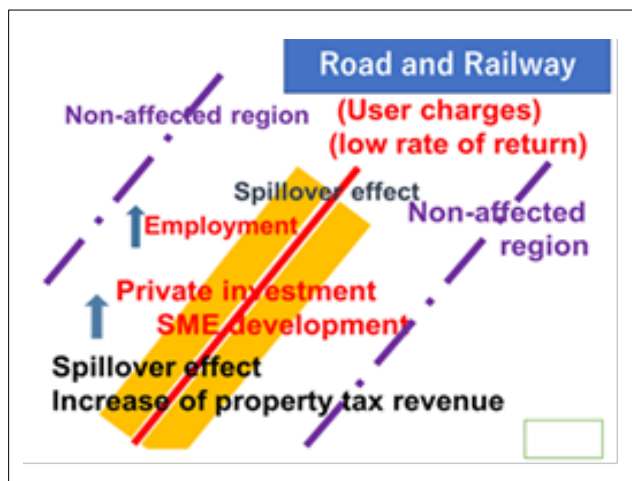 Road and Railway
(User charges)
(low rate of return)
Non-affected region
Spillover effect
Non-affected
region
Employment
Private investment
SME development
Spillover effect
Increase of property tax revenue